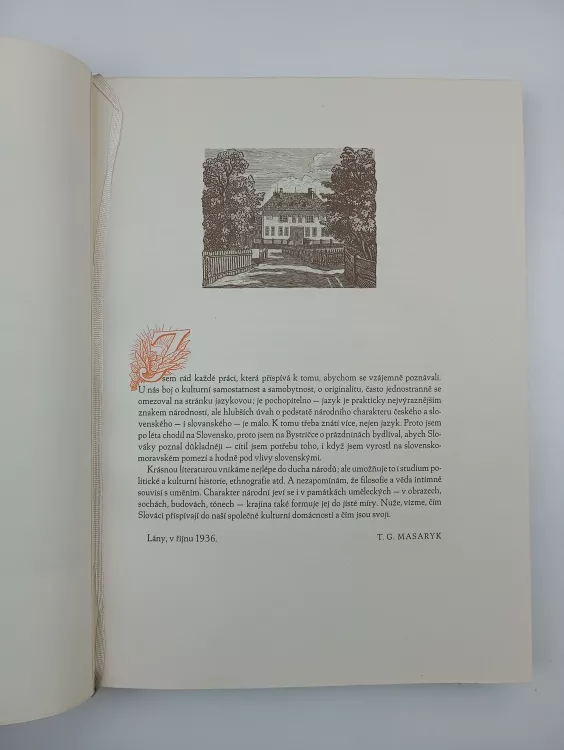 Jsem rád každé práci, která přispívá k tomu, abychom se vzájemně poznávali.
U nás boj o kulturní samostatnost a samobytnost, o originalitu, často jednostranně se
omezoval na stránku jazykovou; je pochopitelno — jazyk je prakticky nejvýraznějším
znakem národností, ale hlubších úvah o podstatě národního charakteru českého a slo-
venského — i slovanského — je málo. K tomu třeba znáti více, nejen jazyk. Proto jsem
po léta chodil na Slovensko, proto jsem na Bystričce o prázdninách bydlíval, abych Slo-
váky poznal důkladněji — cítil jsem potřebu toho, i když jsem vyrostl na slovensko-
moravském pomezí a hodně pod vlivy slovenskými.
Krásnou literaturou vnikáme nejlépe do ducha národů; ale umožňuje to i studium po-
litické a kulturní historie, ethnografie atd. A nezapomínám, že filosofie a věda intimně
souvisí s uměním. Charakter národní jeví se i v památkách uměleckých — v obrazech,
sochách, budovách, tónech — krajina také formuje jej do jisté míry. Nuže, vizme, čím
Slováci přispívají do naší společné kulturní domácnosti a čím jsou svoji.
Lány, v říjnu 1936.
T. G. MASARYK